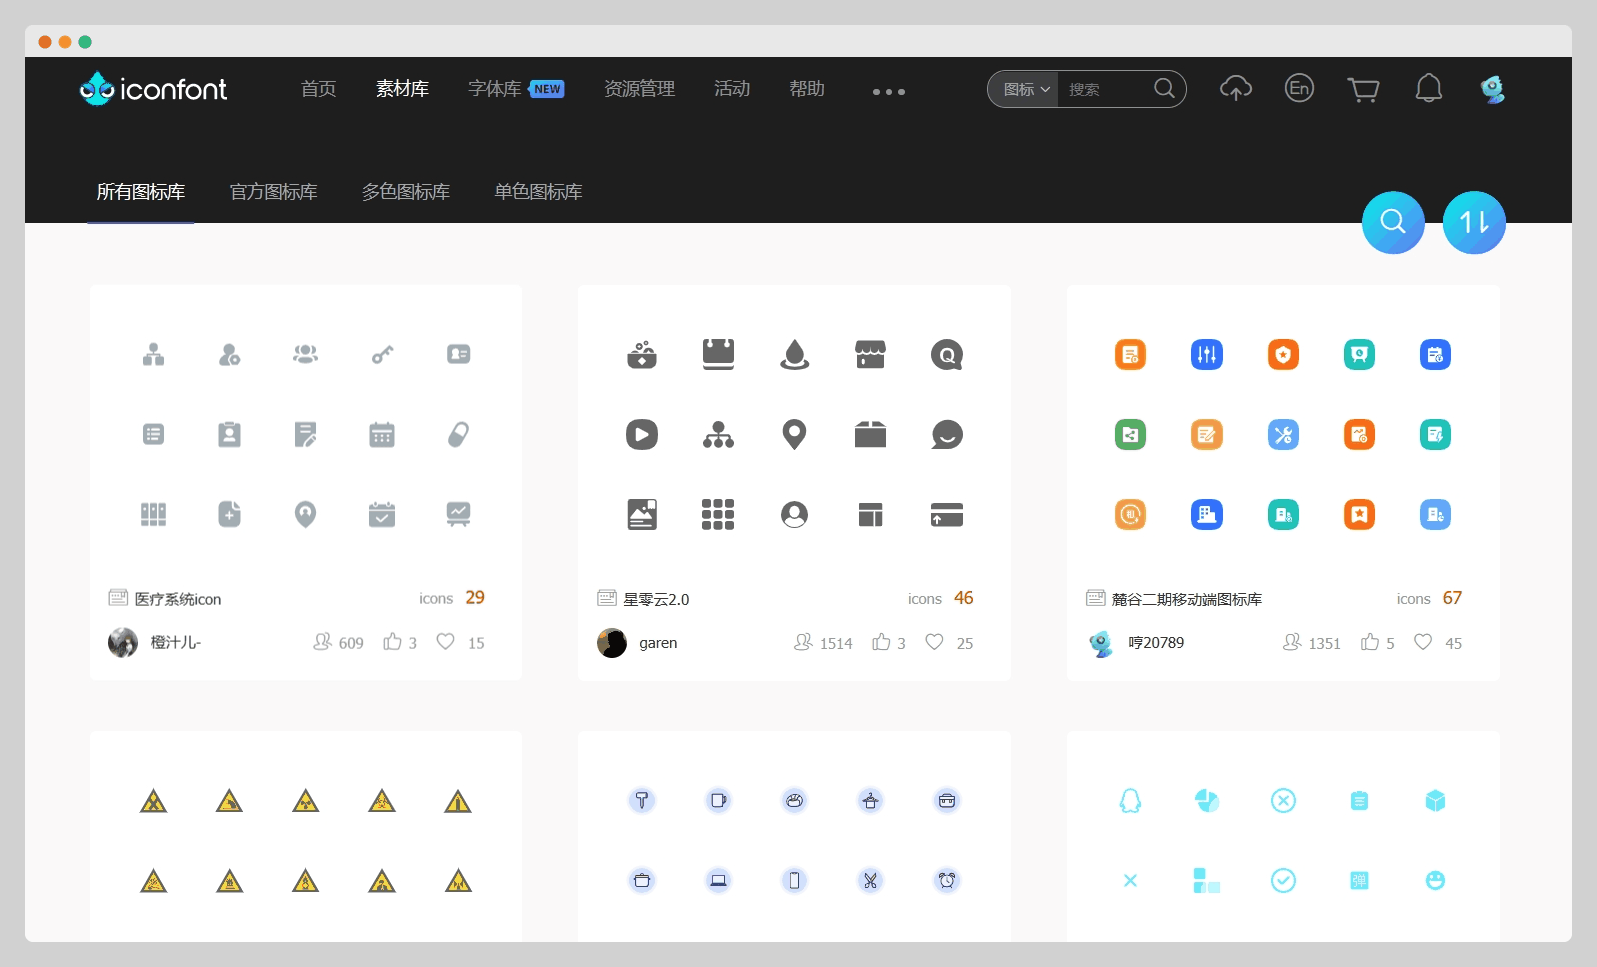 iconfont 首页 素材库 字体库 NEW 资源管理 活动 帮助 图标 搜索 En
所有图标库 官方图标库 多色图标库 单色图标库
Q
租
医疗系统icon icons 29
橙汁儿- 609 3 15
星零云2.0 icons 46
garen 1514 3 25
麓谷二期移动端图标库 icons 67
哼20789 1351 5 45
弹